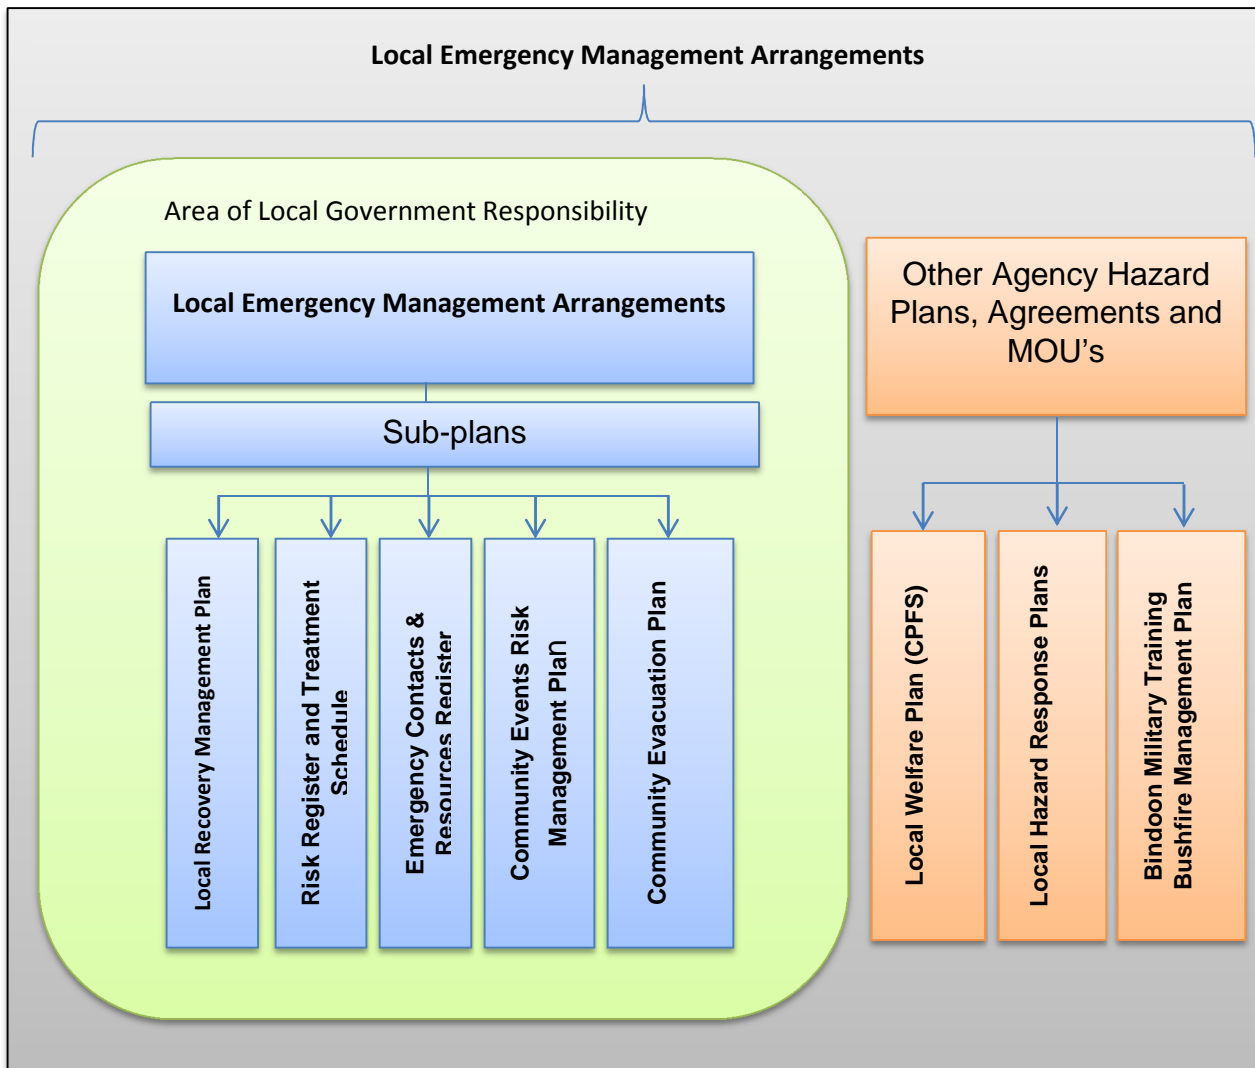 Local Emergency Management Arrangements
Area of Local Government Responsibility
Local Emergency Management Arrangements
Sub-plans
Local Recovery Management Plan
Risk Register and Treatment
Schedule
Emergency Contacts &
Resources Register
Community Events Risk
Management Plan
Community Evacuation Plan
Other Agency Hazard
Plans, Agreements and
MOU's
Local Welfare Plan (CPFS)
Local Hazard Response Plans
Bindoon Military Training
Bushfire Management Plan